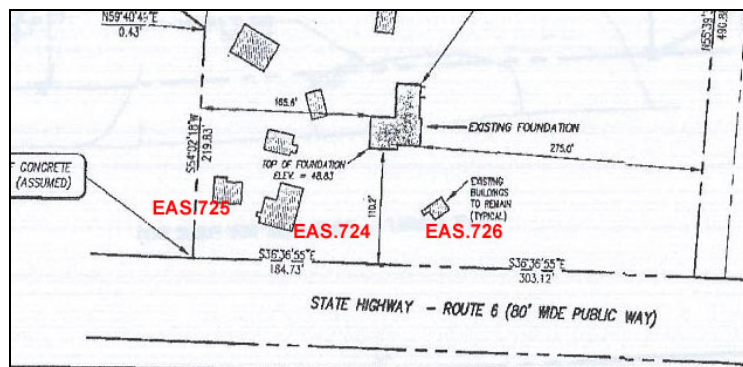 N59°40'49"E
0.43'
N55°39'
490.8
165.6'
EXISTING FOUNDATION
275.0'
S54°02'18"W
219.83'
TOP OF FOUNDATION
ELEV. = 48.83
CONCRETE
(ASSUMED)
EXISTING
BUILDINGS
TO REMAIN
(TYPICAL)
110.2'
EAS.725
EAS.724
EAS.726
S36°36'55"E
184.73'
S36°36'55"E
303.12'
STATE HIGHWAY - ROUTE 6 (80' WIDE PUBLIC WAY)